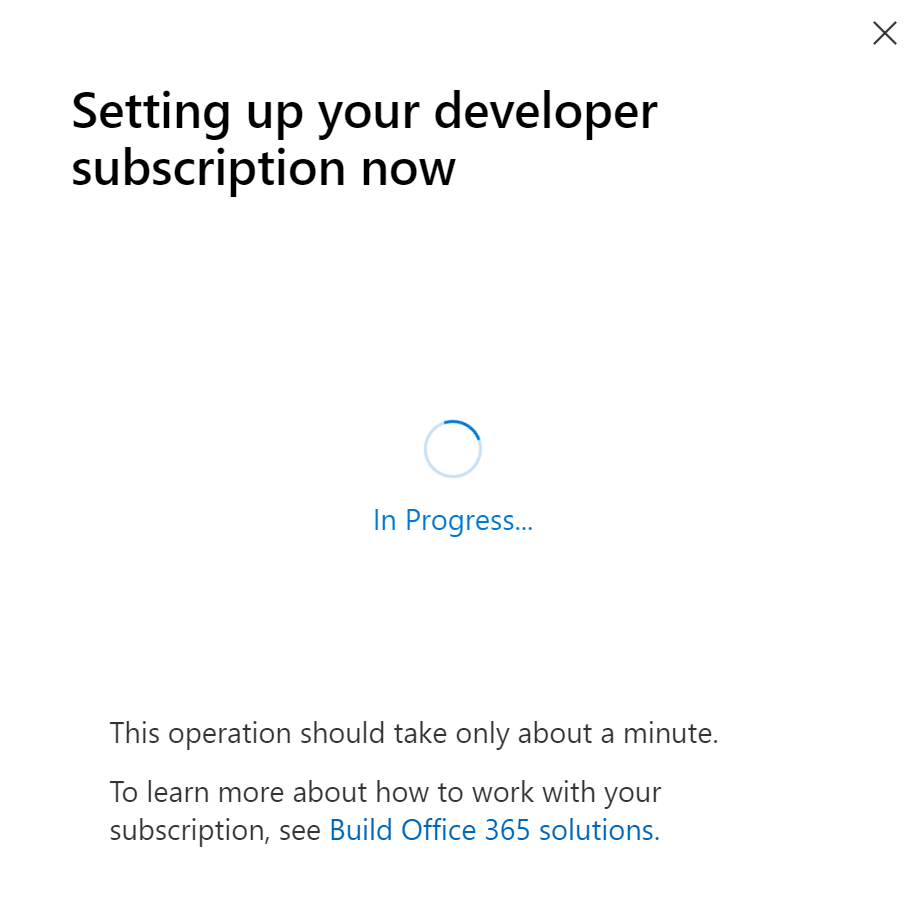 Setting up your developer
subscription now
In Progress...
This operation should take only about a minute.
To learn more about how to work with your
subscription, see Build Office 365 solutions.